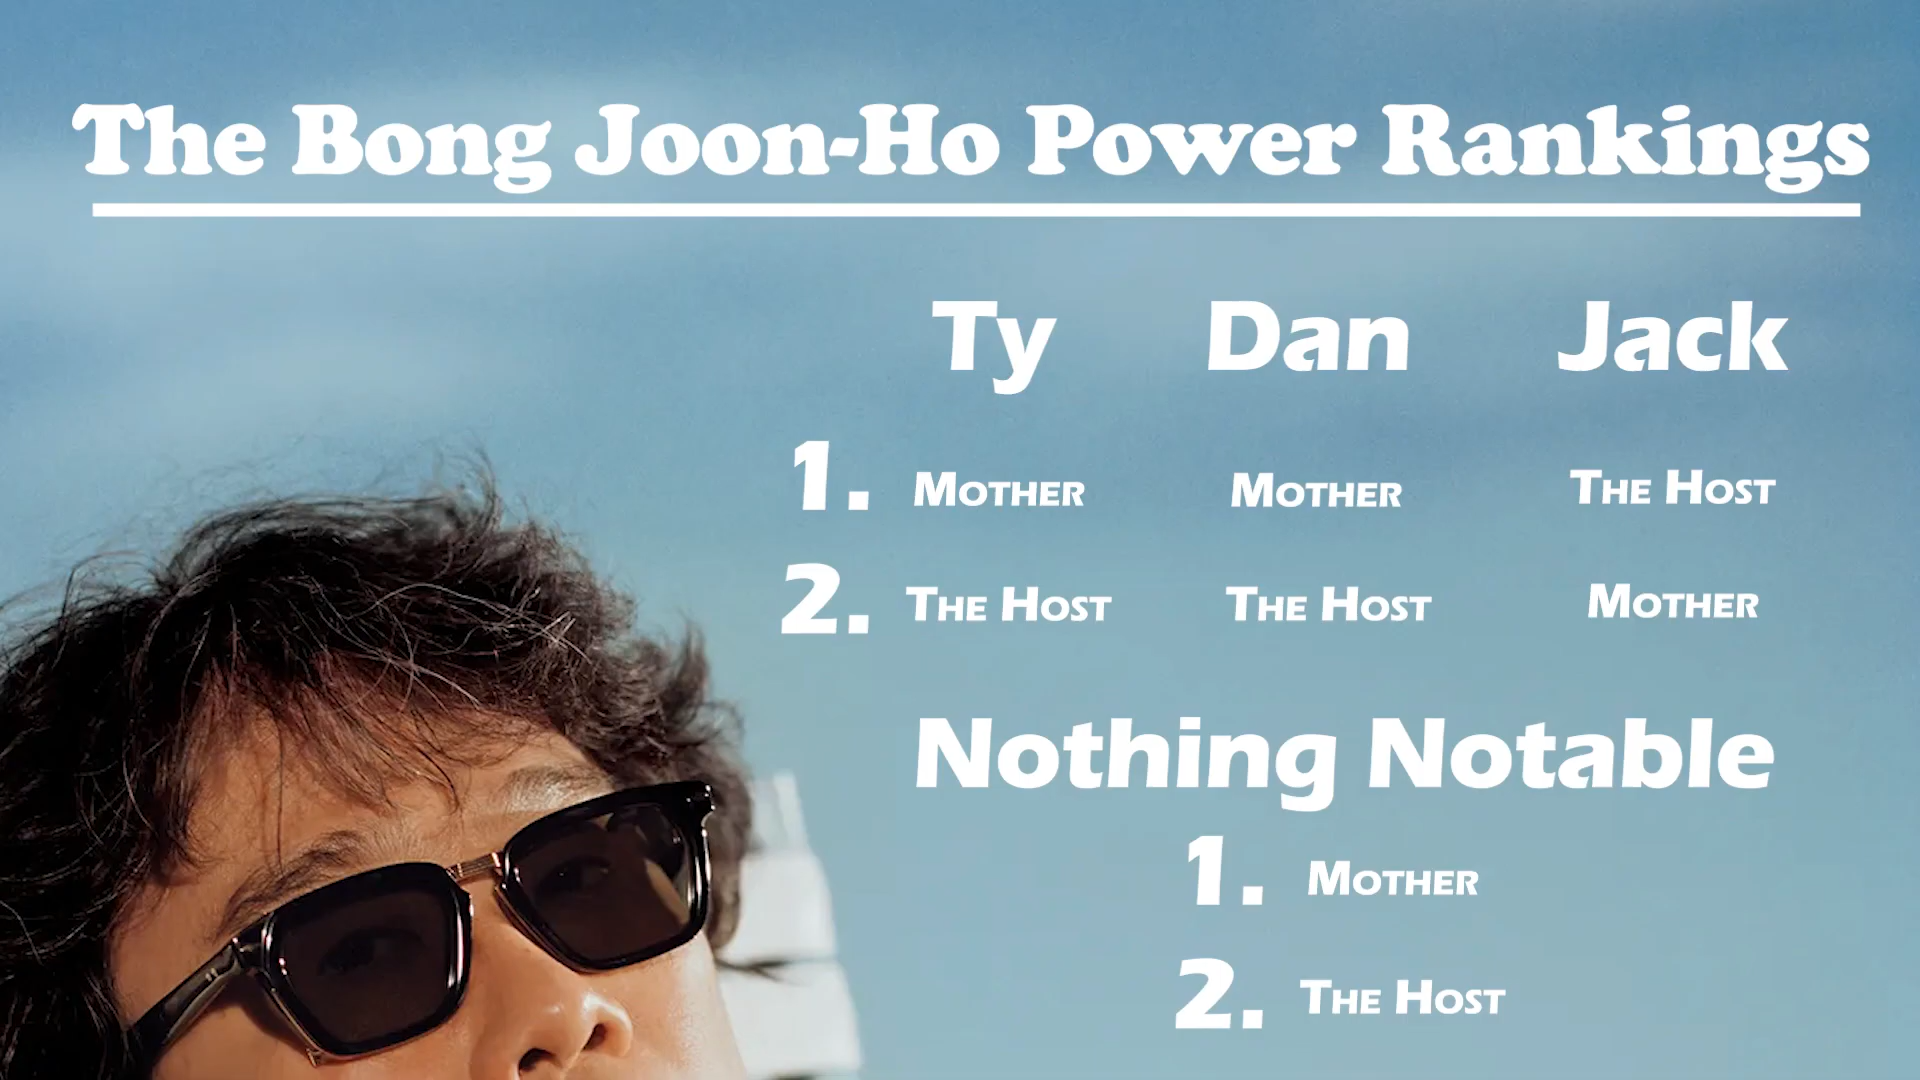 The Bong Joon-Ho Power Rankings
Ty Dan Jack
1. Mother Mother The Host
2. The Host The Host Mother
Nothing Notable
1. Mother
2. The Host